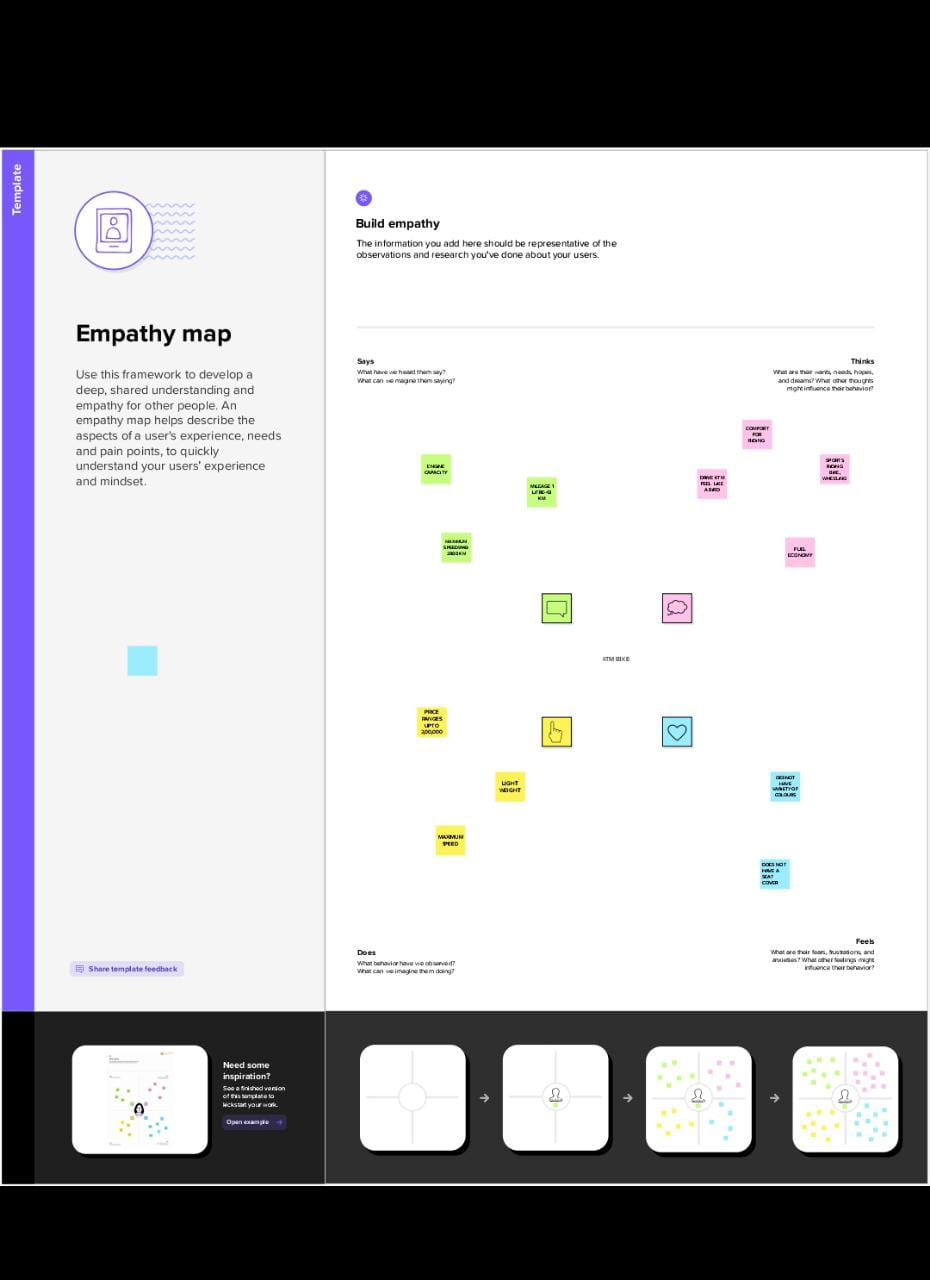 Template
Empathy map
Use this framework to develop a
deep, shared understanding and
empathy for other people. An
empathy map helps describe the
aspects of a user's experience, needs
and pain points, to quickly
understand your users' experience
and mindset.
Share template feedback
Build empathy
The information you add here should be representative of the
observations and research you've done about your users.
Says
What have we heard them say?
What can we imagine them saying?
Thinks
What are their wants, needs, hopes,
and dreams? What other thoughts
might influence their behavior?
ENGINE
CAPACITY
MILEAGE 1
KM
MAXIMUM
COMFORT
FOR
RIDING
DRIVE KTM
FEEL LIKE
A BIRD
SPORTS
RIDING
BIKE,
WHEELING
FUEL
ECONOMY
KTM BIKE
PRICE
RANGES
UPTO
LIGHT
WEIGHT
MAXIMUM
SPEED
DOES NOT
HAVE
VARIETY OF
COLOURS
DOES NOT
HAVE A
SEAT
COVER
Does
What behavior have we observed?
What can we imagine them doing?
Feels
What are their fears, frustrations, and
anxieties? What other feelings might
influence their behavior?
Need some
inspiration?
See a finished version
of this template to
kickstart your work.
Open example